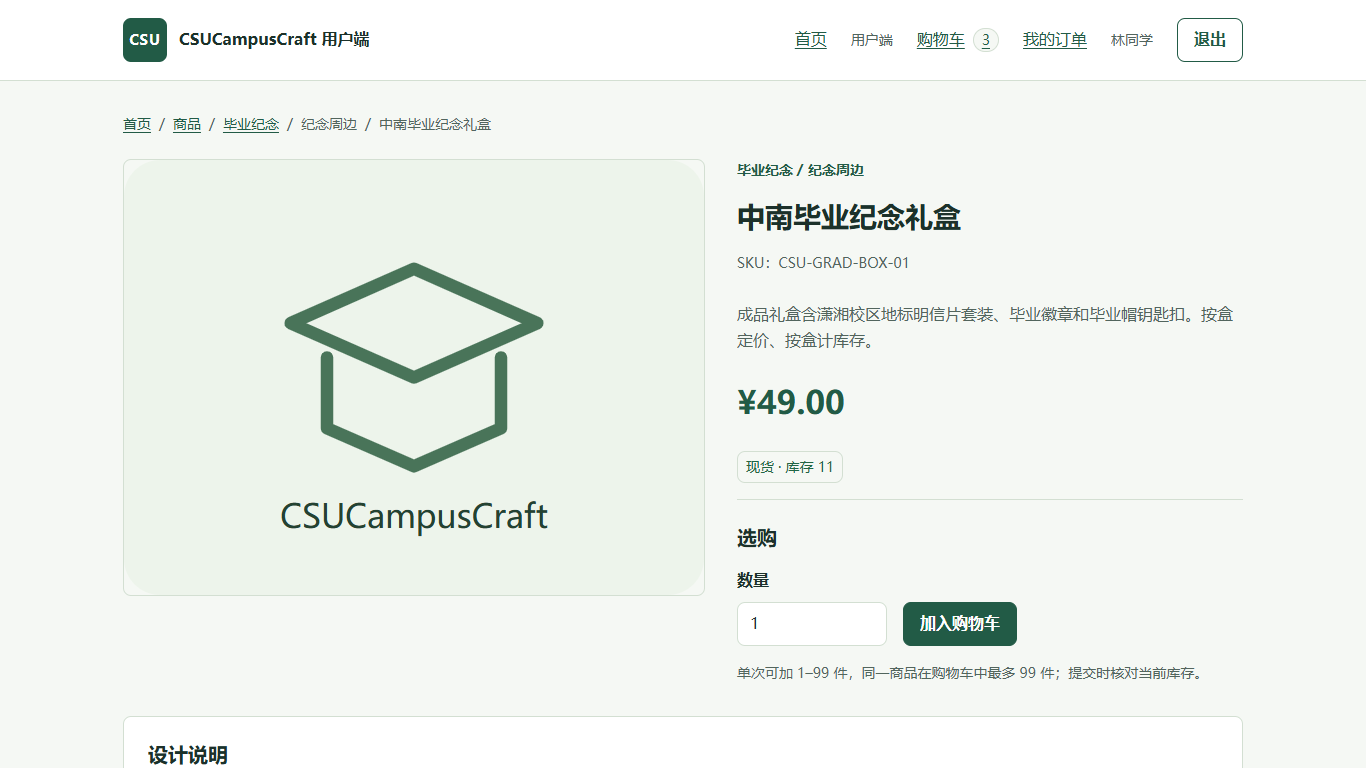 CSU CSUCampusCraft 用户端 首页 用户端 购物车 3 我的订单 林同学 退出
首页 / 商品 / 毕业纪念 / 纪念周边 / 中南毕业纪念礼盒
CSUCampusCraft
毕业纪念 / 纪念周边
中南毕业纪念礼盒
SKU：CSU-GRAD-BOX-01
成品礼盒含潇湘校区地标明信片套装、毕业徽章和毕业帽钥匙扣。按盒
定价、按盒计库存。
¥49.00
现货 · 库存 11
选购
数量
1 加入购物车
单次可加 1–99 件，同一商品在购物车中最多 99 件；提交时核对当前库存。
设计说明